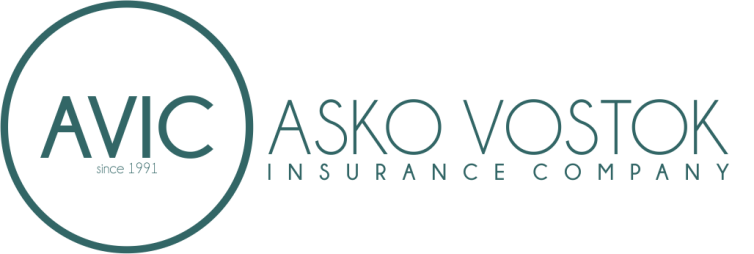 AVIC
since 1991
ASKO VOSTOK
INSURANCE COMPANY